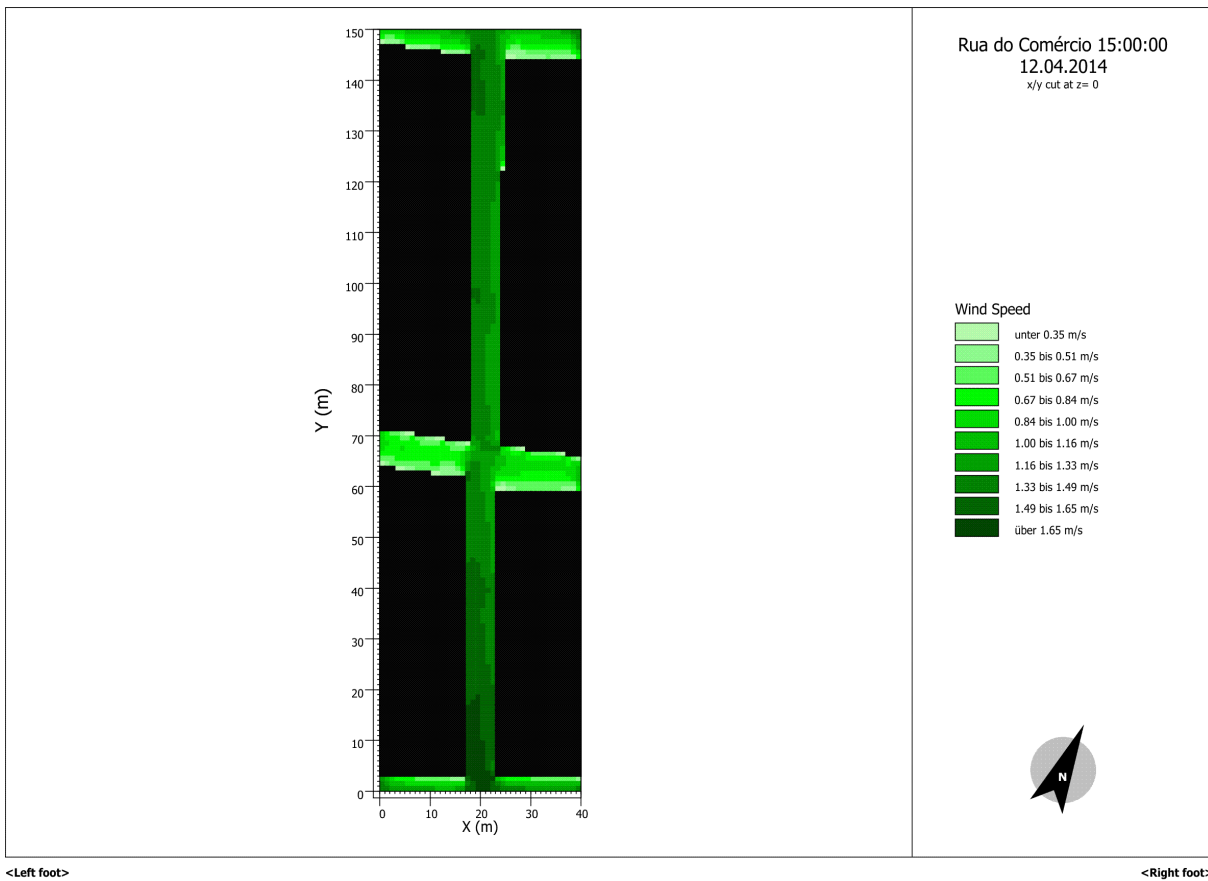 Rua do Comércio 15:00:00
12.04.2014
x/y cut at z= 0
150
140
130
120
110
100
90
80
70
60
50
40
30
20
10
0
Y (m)
0 10 20 30 40
X (m)
Wind Speed
unter 0.35 m/s
0.35 bis 0.51 m/s
0.51 bis 0.67 m/s
0.67 bis 0.84 m/s
0.84 bis 1.00 m/s
1.00 bis 1.16 m/s
1.16 bis 1.33 m/s
1.33 bis 1.49 m/s
1.49 bis 1.65 m/s
über 1.65 m/s
N
<Left foot>
<Right foot>